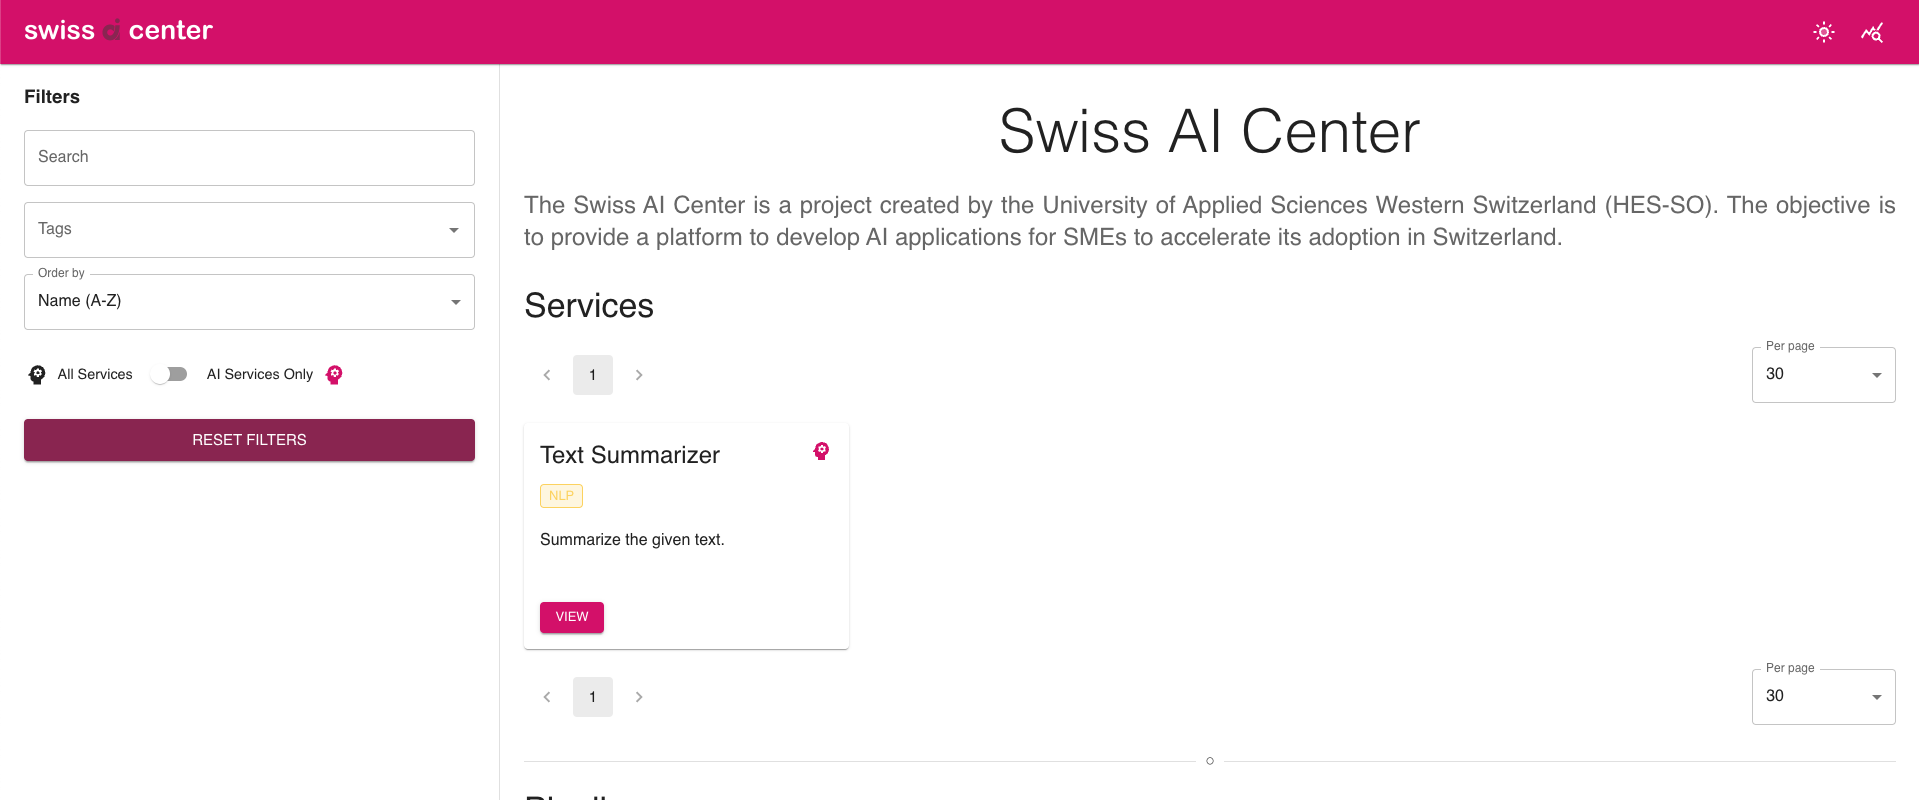 swiss ai center
Filters
Search
Tags
Order by
Name (A-Z)
All Services
AI Services Only
RESET FILTERS
Swiss AI Center
The Swiss AI Center is a project created by the University of Applied Sciences Western Switzerland (HES-SO). The objective is
to provide a platform to develop AI applications for SMEs to accelerate its adoption in Switzerland.
Services
1
Per page
30
Text Summarizer
NLP
Summarize the given text.
VIEW
1
Per page
30